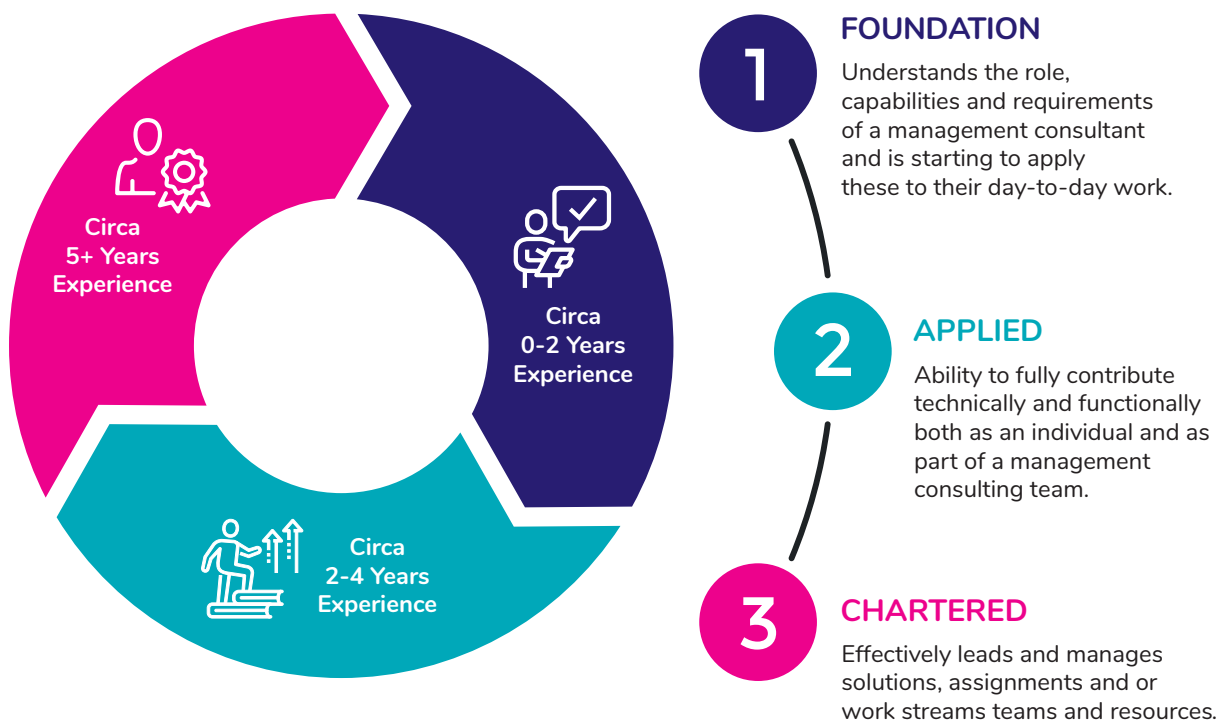 Circa
5+ Years
Experience
Circa
0-2 Years
Experience
Circa
2-4 Years
Experience
1
FOUNDATION
Understands the role,
capabilities and requirements
of a management consultant
and is starting to apply
these to their day-to-day work.
2
APPLIED
Ability to fully contribute
technically and functionally
both as an individual and as
part of a management
consulting team.
3
CHARTERED
Effectively leads and manages
solutions, assignments and or
work streams teams and resources.